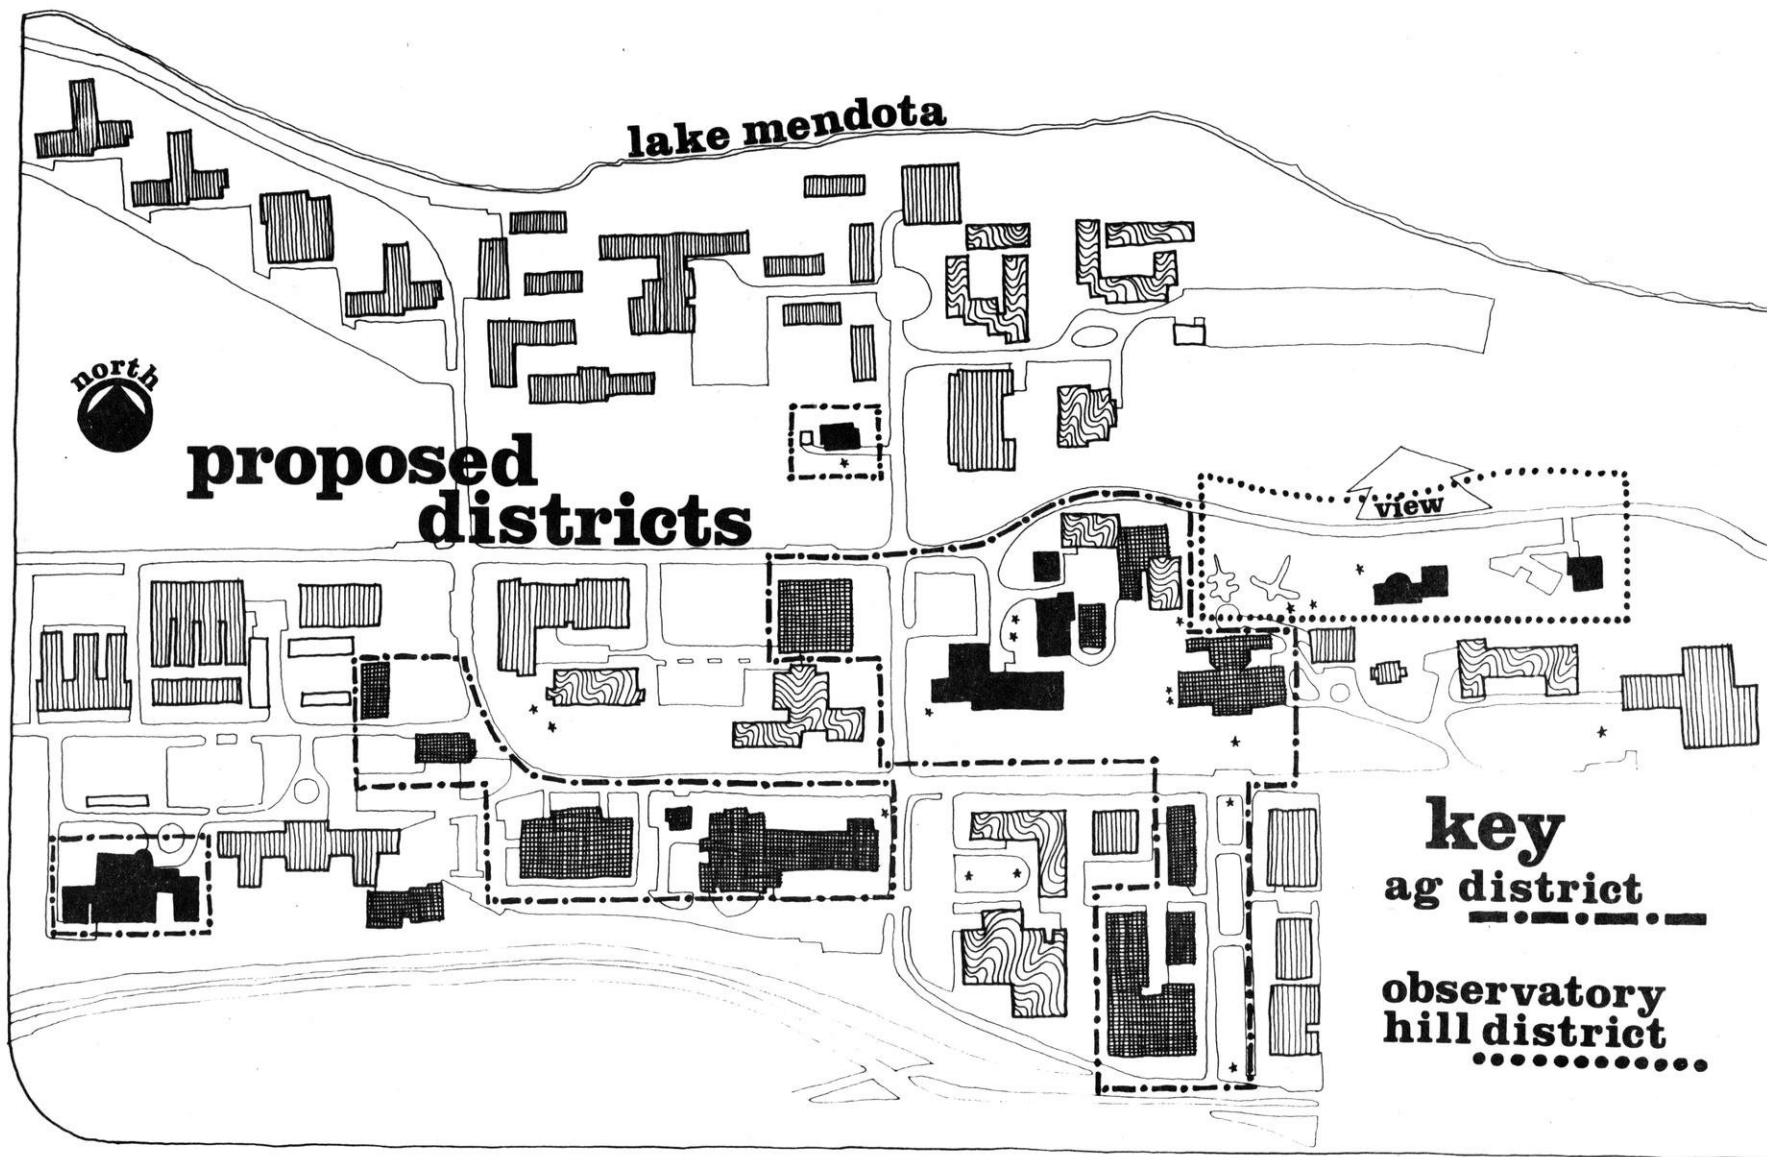 lake mendota
north
proposed
districts
view
key
ag district
observatory
hill district